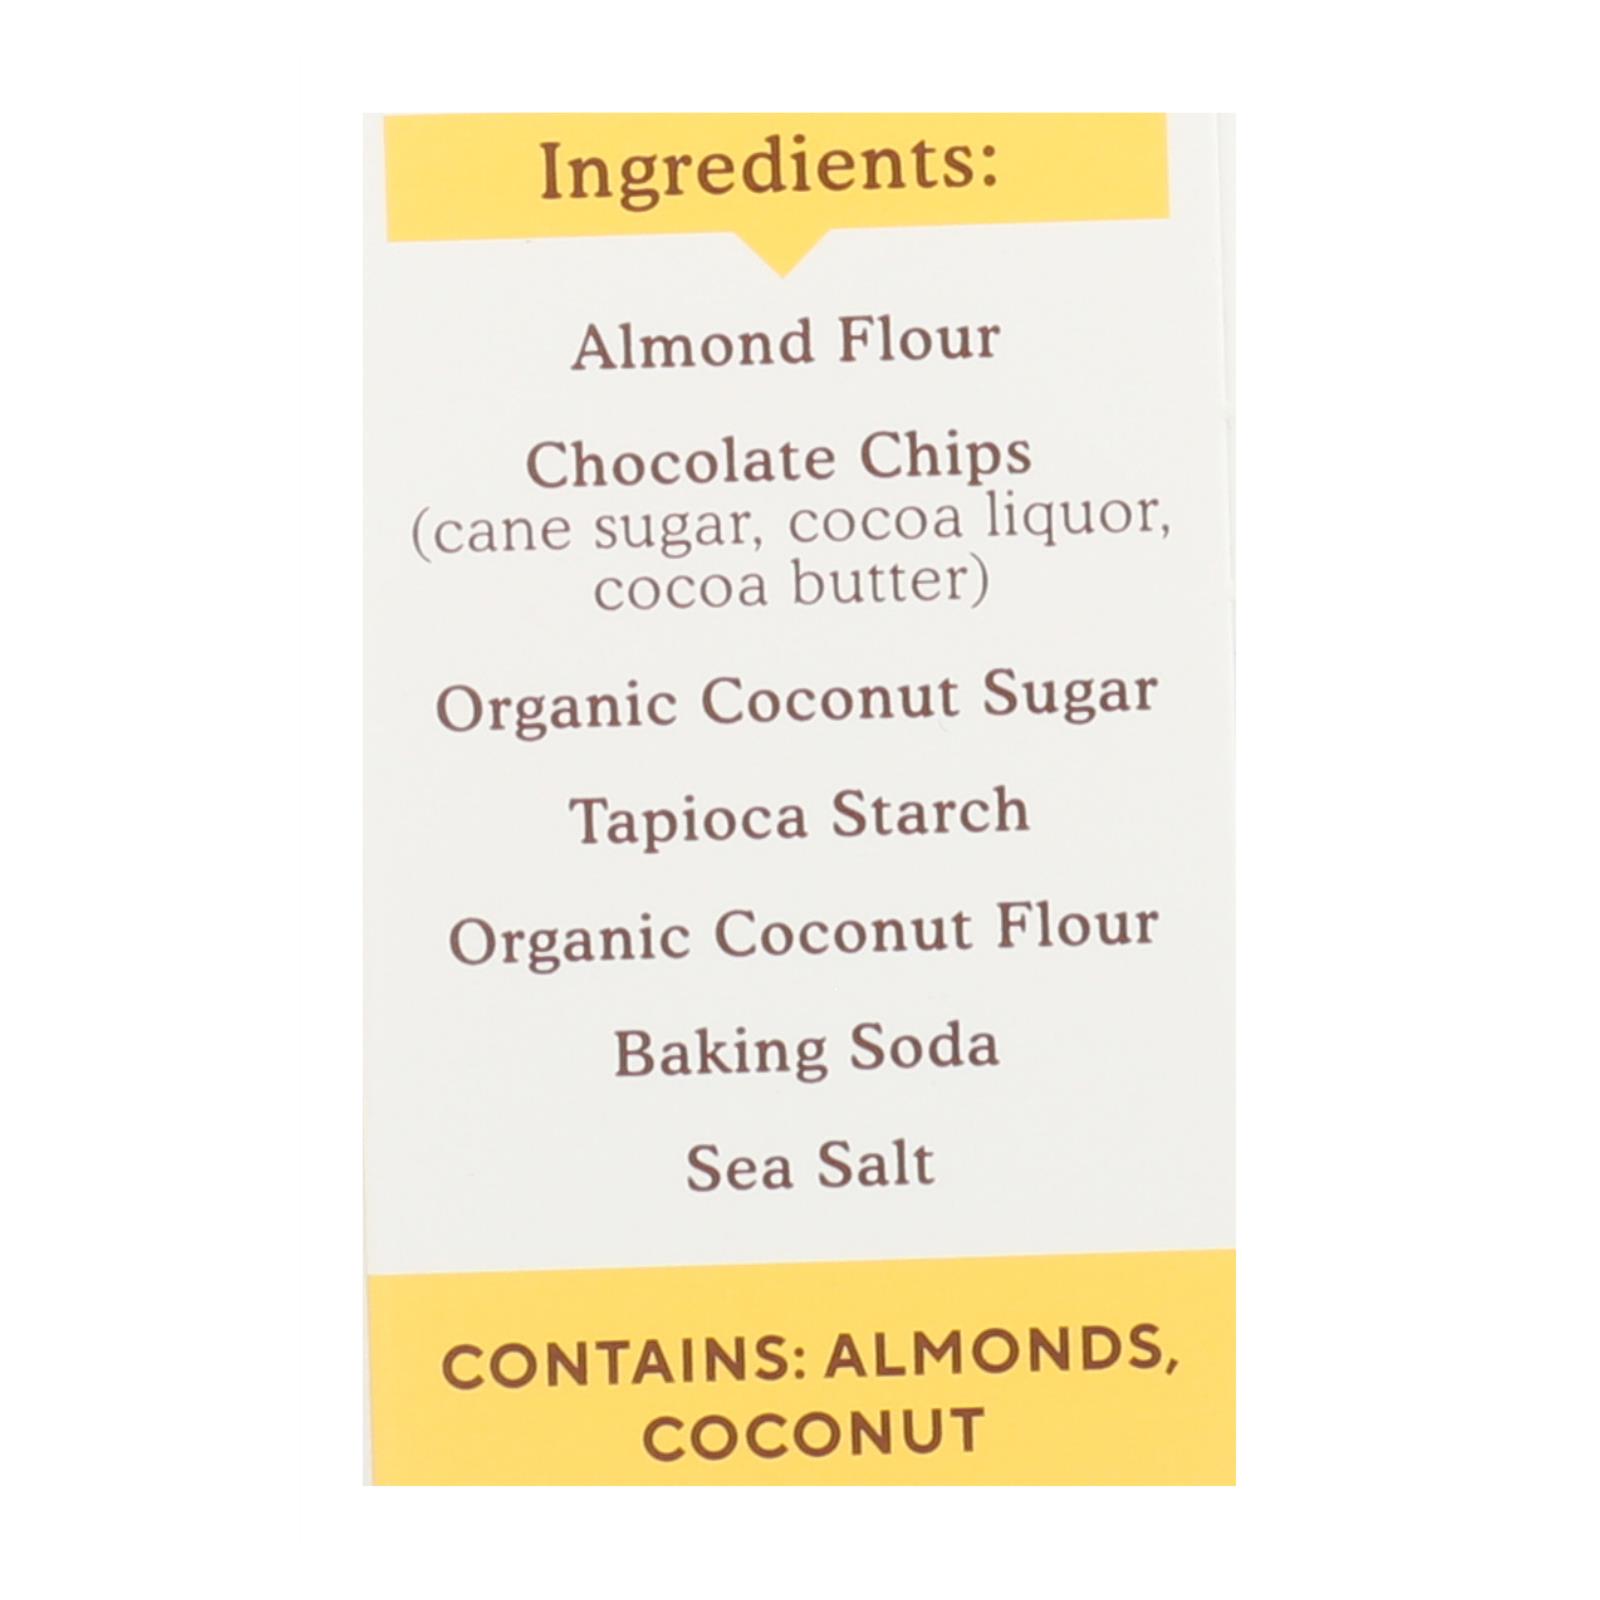 Ingredients:
Almond Flour
Chocolate Chips
(cane sugar, cocoa liquor,
cocoa butter)
Organic Coconut Sugar
Tapioca Starch
Organic Coconut Flour
Baking Soda
Sea Salt
CONTAINS: ALMONDS,
COCONUT